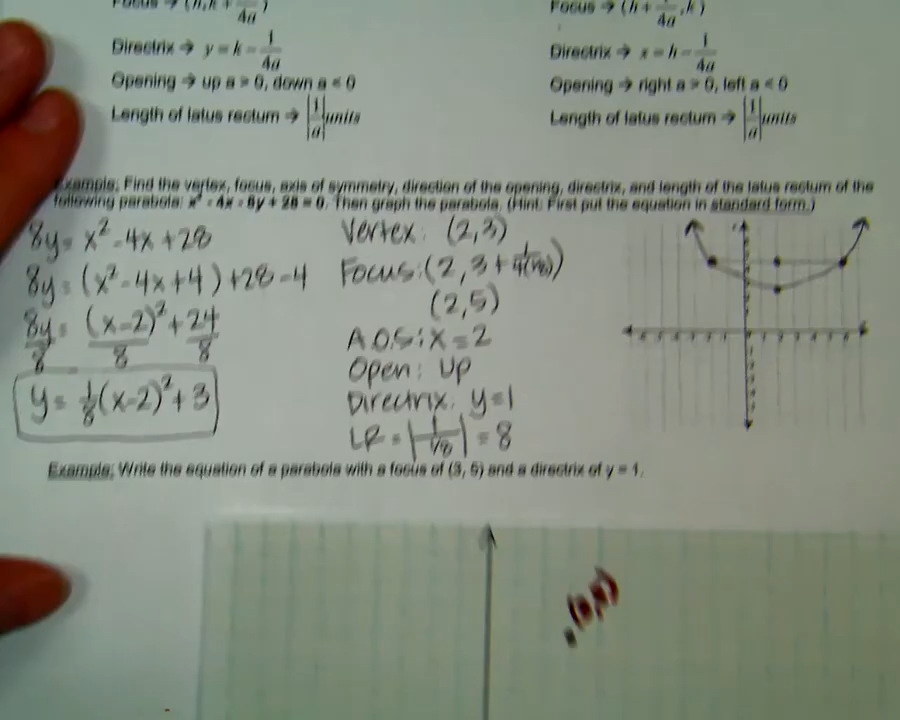 Focus → (h, k + 1/4a)
Directrix → y = k - 1/4a
Opening → up a > 0, down a < 0
Length of latus rectum → |1/a| units
Focus → (h + 1/4a, k)
Directrix → x = h - 1/4a
Opening → right a > 0, left a < 0
Length of latus rectum → |1/a| units
Example: Find the vertex, focus, axis of symmetry, direction of the opening, directrix, and length of the latus rectum of the
following parabola: x² - 4x - 8y + 28 = 0. Then graph the parabola. (Hint: First put the equation in standard form.)
8y = x² - 4x + 28
8y = (x² - 4x + 4) + 28 - 4
8y/8 = (x-2)²/8 + 24/8
y = 1/8(x-2)² + 3
Vertex: (2,3)
Focus: (2, 3 + 1/4(1/8))
(2,5)
AOS: x = 2
Open: Up
Directrix: y = 1
LR = |1/1/8| = 8
Example: Write the equation of a parabola with a focus of (3, 5) and a directrix of y = 1.